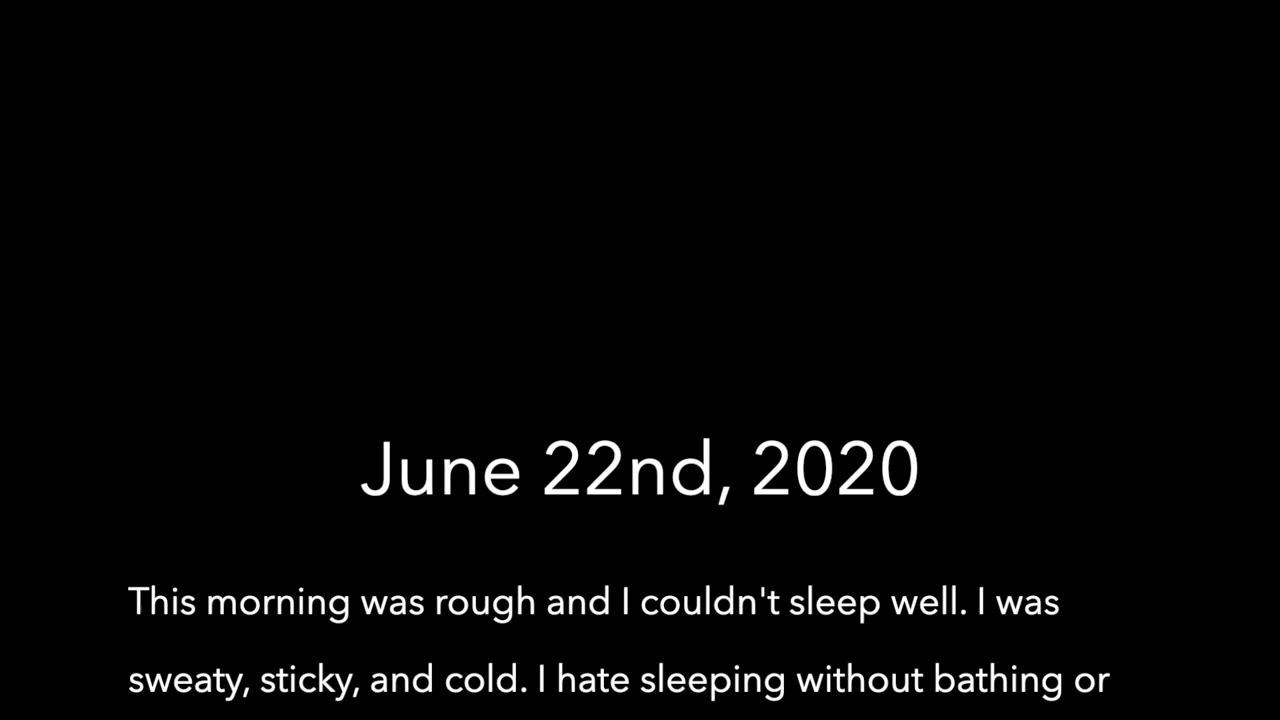 June 22nd, 2020
This morning was rough and I couldn't sleep well. I was
sweaty, sticky, and cold. I hate sleeping without bathing or